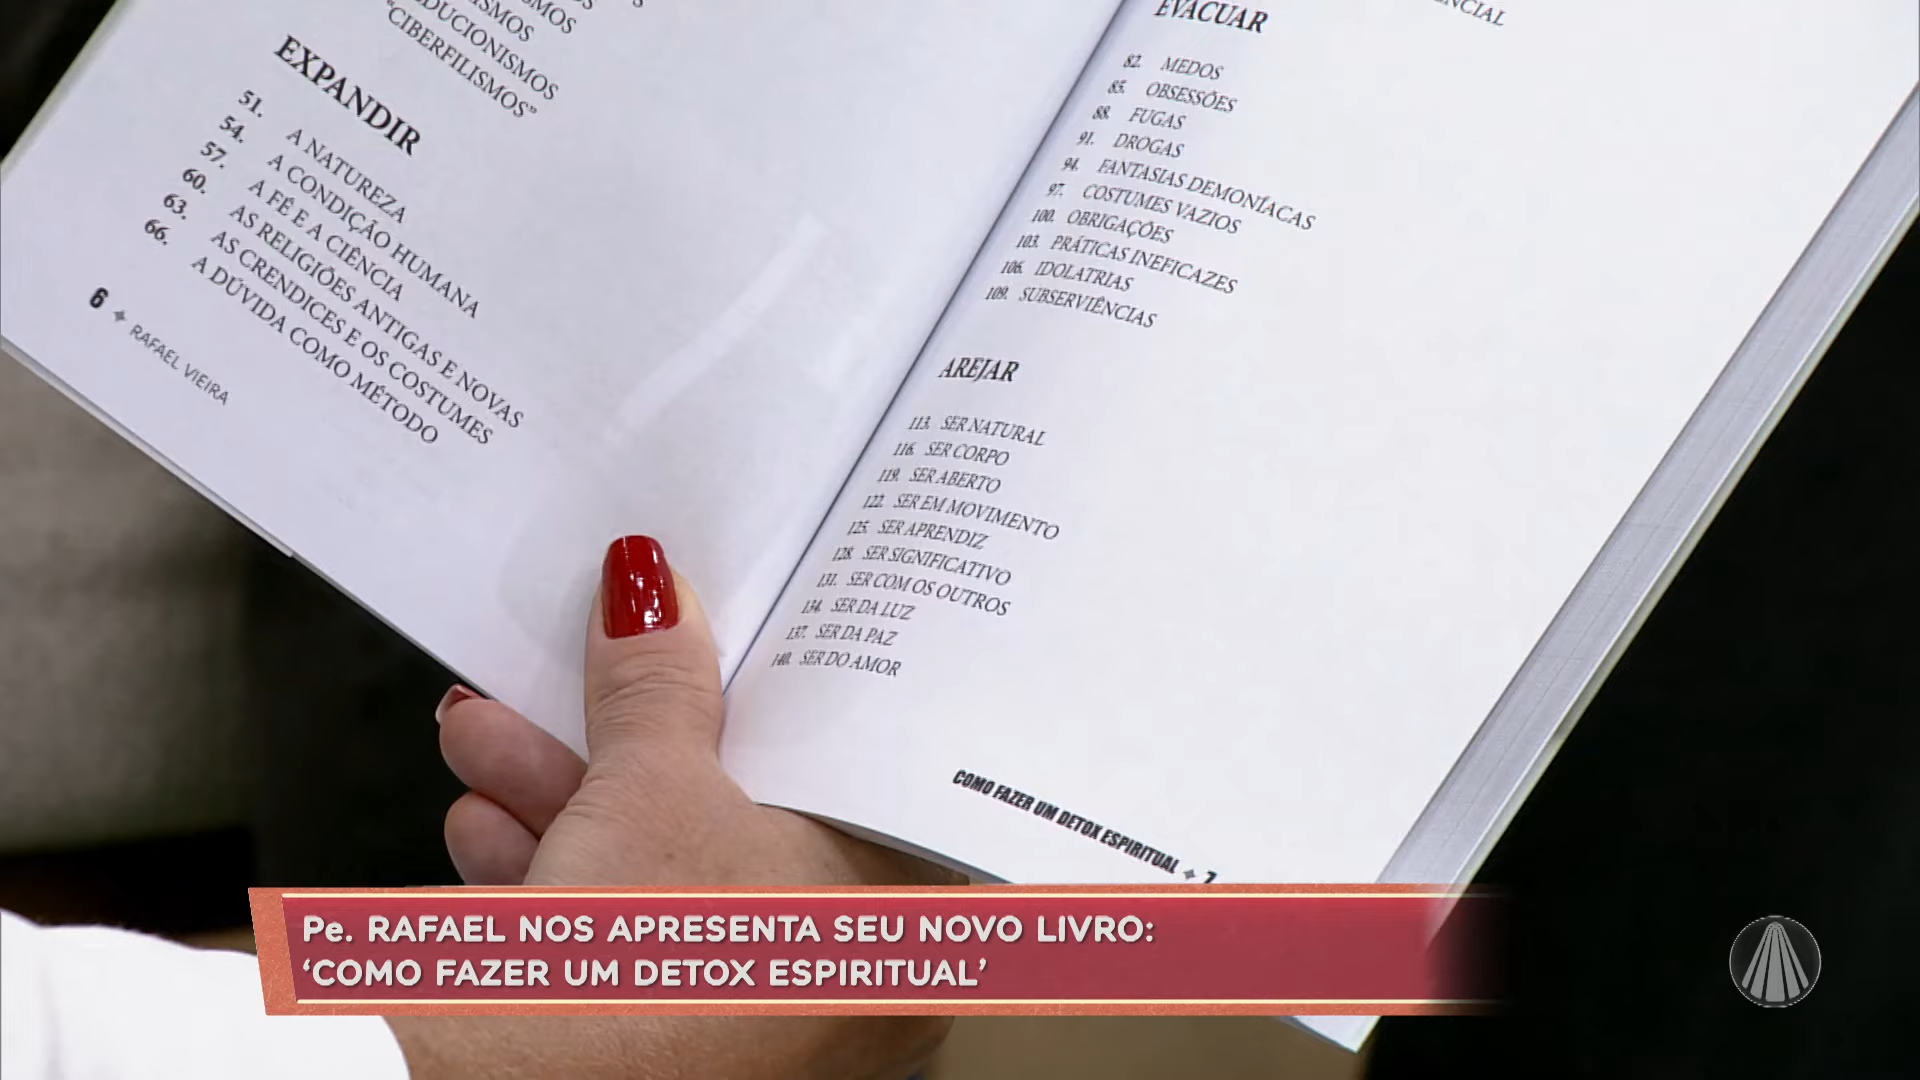 DUCIONISMOS
"CIBERFILISMOS"
EXPANDIR
51. A NATUREZA
54. A CONDIÇÃO HUMANA
57. A FÉ E A CIÊNCIA
60. AS RELIGIÕES ANTIGAS E NOVAS
63. AS CRENDICES E OS COSTUMES
66. A DÚVIDA COMO MÉTODO
6 ✦ RAFAEL VIEIRA
ENCIAL
EVACUAR
82. MEDOS
85. OBSESSÕES
88. FUGAS
91. DROGAS
94. FANTASIAS DEMONÍACAS
97. COSTUMES VAZIOS
100. OBRIGAÇÕES
103. PRÁTICAS INEFICAZES
106. IDOLATRIAS
109. SUBSERVIÊNCIAS
AREJAR
113. SER NATURAL
116. SER CORPO
119. SER ABERTO
122. SER EM MOVIMENTO
125. SER APRENDIZ
128. SER SIGNIFICATIVO
131. SER COM OS OUTROS
134. SER DA LUZ
137. SER DA PAZ
140. SER DO AMOR
COMO FAZER UM DETOX ESPIRITUAL ✦ 7
Pe. RAFAEL NOS APRESENTA SEU NOVO LIVRO:
‘COMO FAZER UM DETOX ESPIRITUAL’